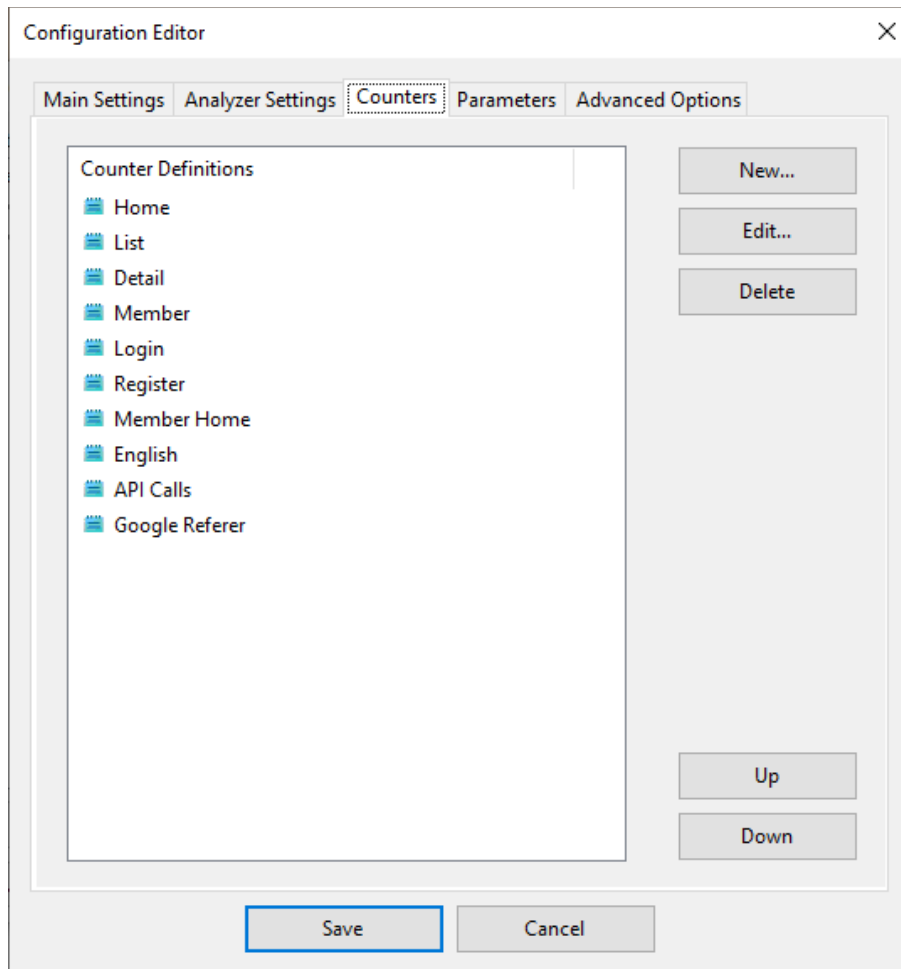 Configuration Editor
Main Settings Analyzer Settings Counters Parameters Advanced Options
Counter Definitions
Home
List
Detail
Member
Login
Register
Member Home
English
API Calls
Google Referer
New...
Edit...
Delete
Up
Down
Save Cancel